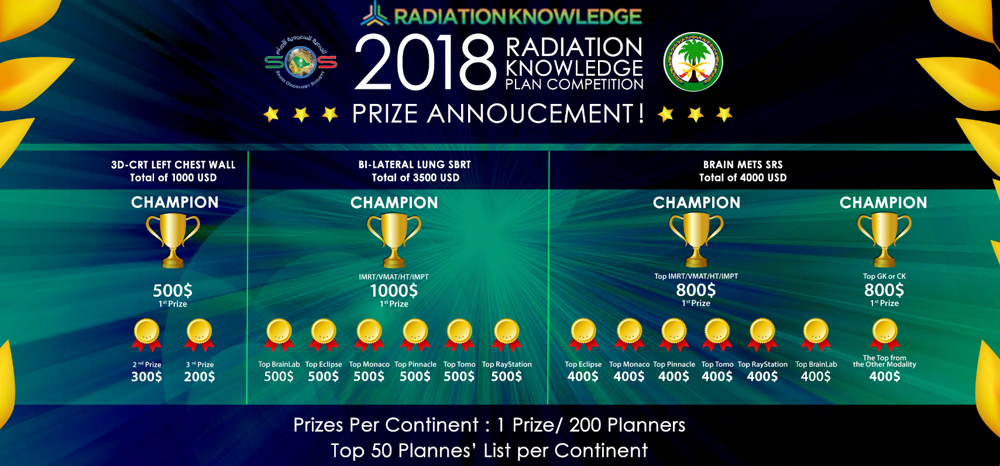 RADIATION KNOWLEDGE
الجمعية السعودية للأورام
SOS
SAUDI ONCOLOGY SOCIETY
2018 RADIATION
KNOWLEDGE
PLAN COMPETITION
PRIZE ANNOUCEMENT!
3D-CRT LEFT CHEST WALL
Total of 1000 USD
CHAMPION
500$
1st Prize
2nd Prize
300$
3rd Prize
200$
BI-LATERAL LUNG SBRT
Total of 3500 USD
CHAMPION
IMRT/VMAT/HT/IMPT
1000$
1st Prize
Top BrainLab
500$
Top Eclipse
500$
Top Monaco
500$
Top Pinnacle
500$
Top Tomo
500$
Top RayStation
500$
BRAIN METS SRS
Total of 4000 USD
CHAMPION
Top IMRT/VMAT/HT/IMPT
800$
1st Prize
CHAMPION
Top GK or CK
800$
1st Prize
Top Eclipse
400$
Top Monaco
400$
Top Pinnacle
400$
Top Tomo
400$
Top RayStation
400$
Top BrainLab
400$
The Top from
the Other Modality
400$
Prizes Per Continent : 1 Prize/ 200 Planners
Top 50 Plannes' List per Continent